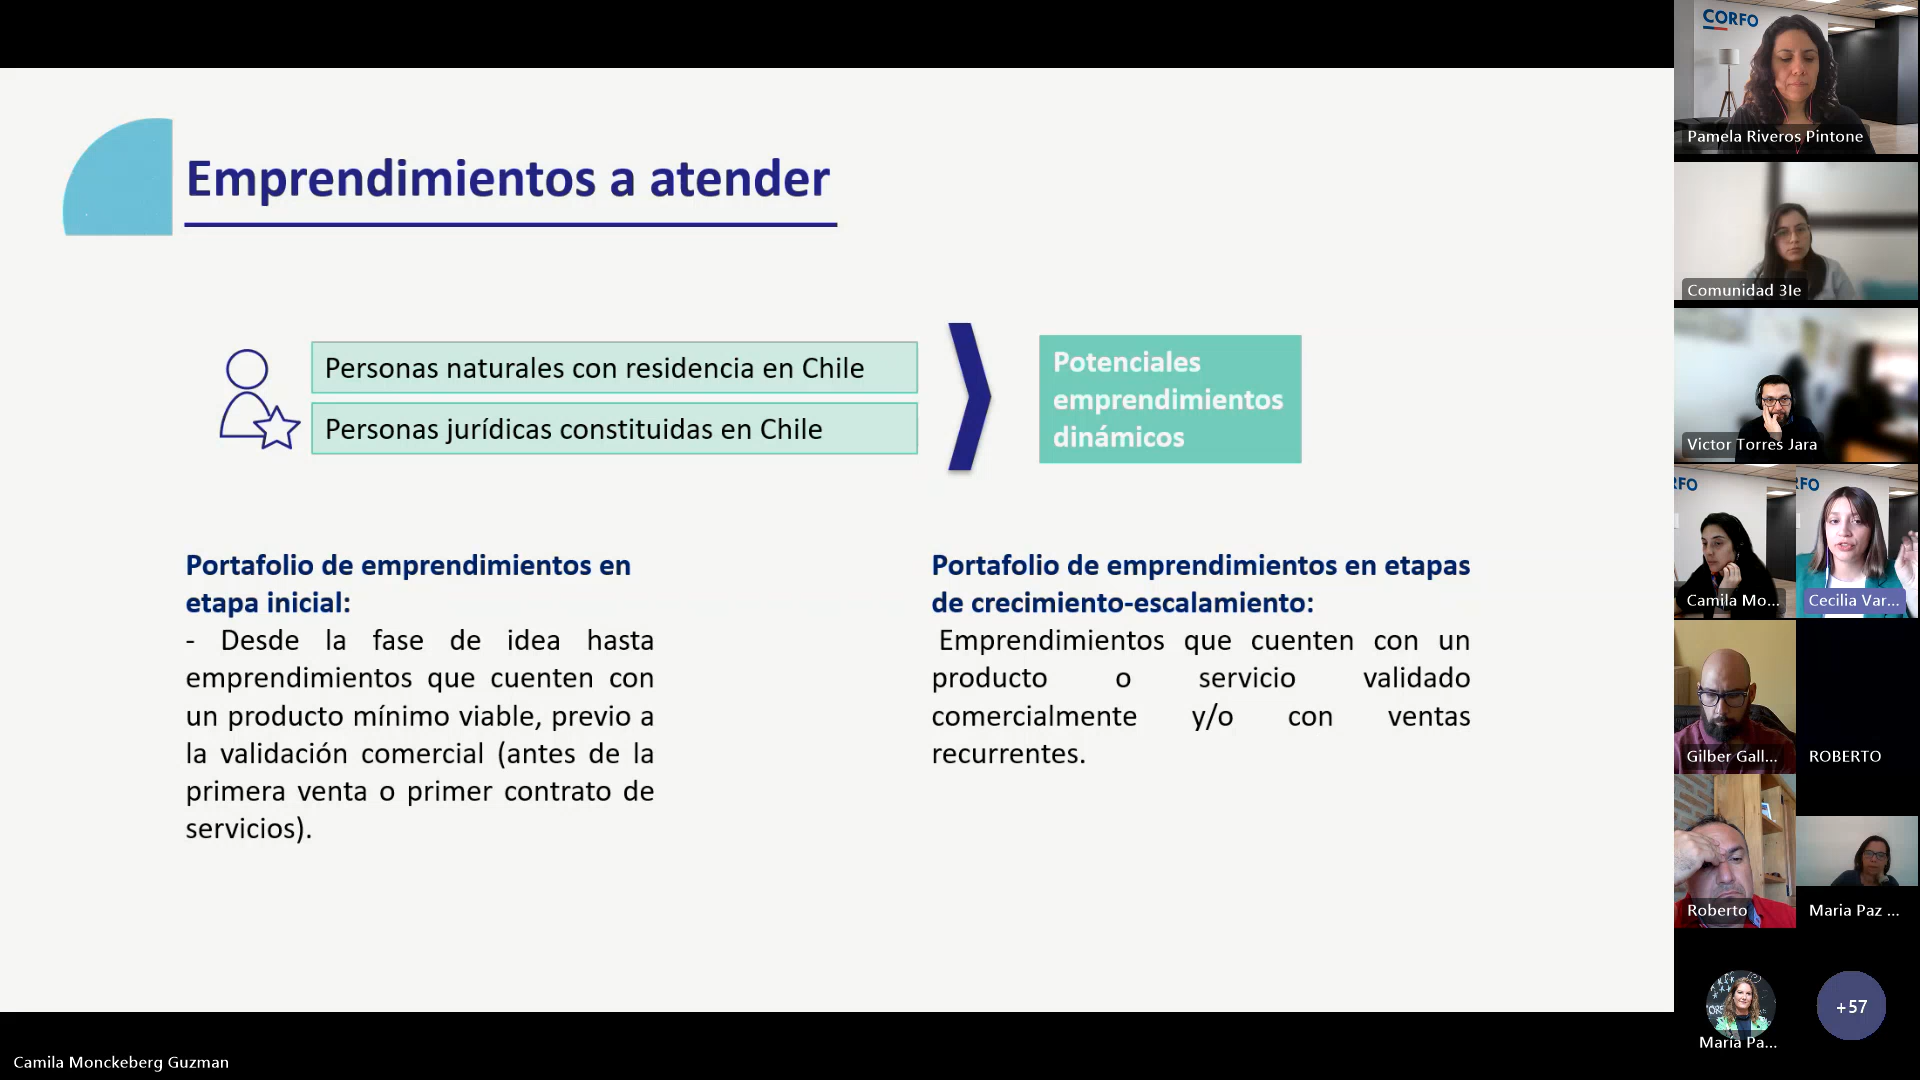 Emprendimientos a atender
Personas naturales con residencia en Chile
Personas jurídicas constituidas en Chile
Potenciales
emprendimientos
dinámicos
Portafolio de emprendimientos en
etapa inicial:
- Desde la fase de idea hasta
emprendimientos que cuenten con
un producto mínimo viable, previo a
la validación comercial (antes de la
primera venta o primer contrato de
servicios).
Portafolio de emprendimientos en etapas
de crecimiento-escalamiento:
Emprendimientos que cuenten con un
producto o servicio validado
comercialmente y/o con ventas
recurrentes.
CORFO
Pamela Riveros Pintone
Comunidad 3Ie
Victor Torres Jara
RFO
Camila Mo...
RFO
Cecilia Var...
Gilber Gall...
ROBERTO
Roberto
Maria Paz ...
Maria Pa...
+57
Camila Monckeberg Guzman